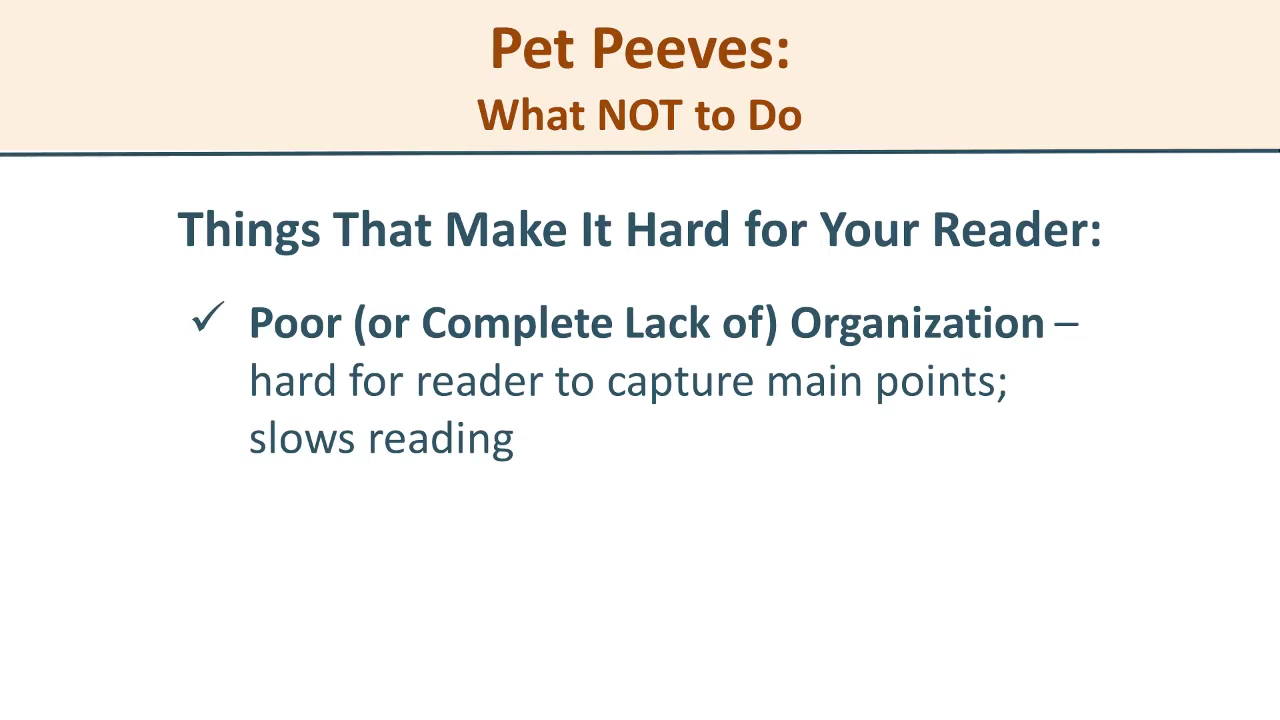 Pet Peeves:
What NOT to Do
Things That Make It Hard for Your Reader:
✓ Poor (or Complete Lack of) Organization –
hard for reader to capture main points;
slows reading